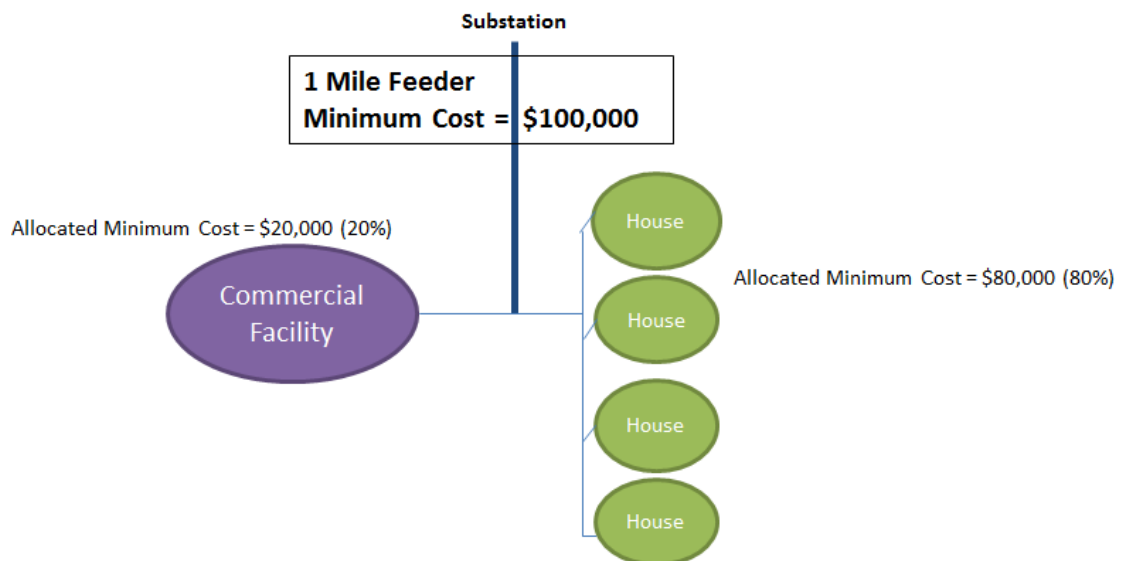 Substation
1 Mile Feeder
Minimum Cost = $100,000
Allocated Minimum Cost = $20,000 (20%)
Commercial
Facility
House
Allocated Minimum Cost = $80,000 (80%)
House
House
House